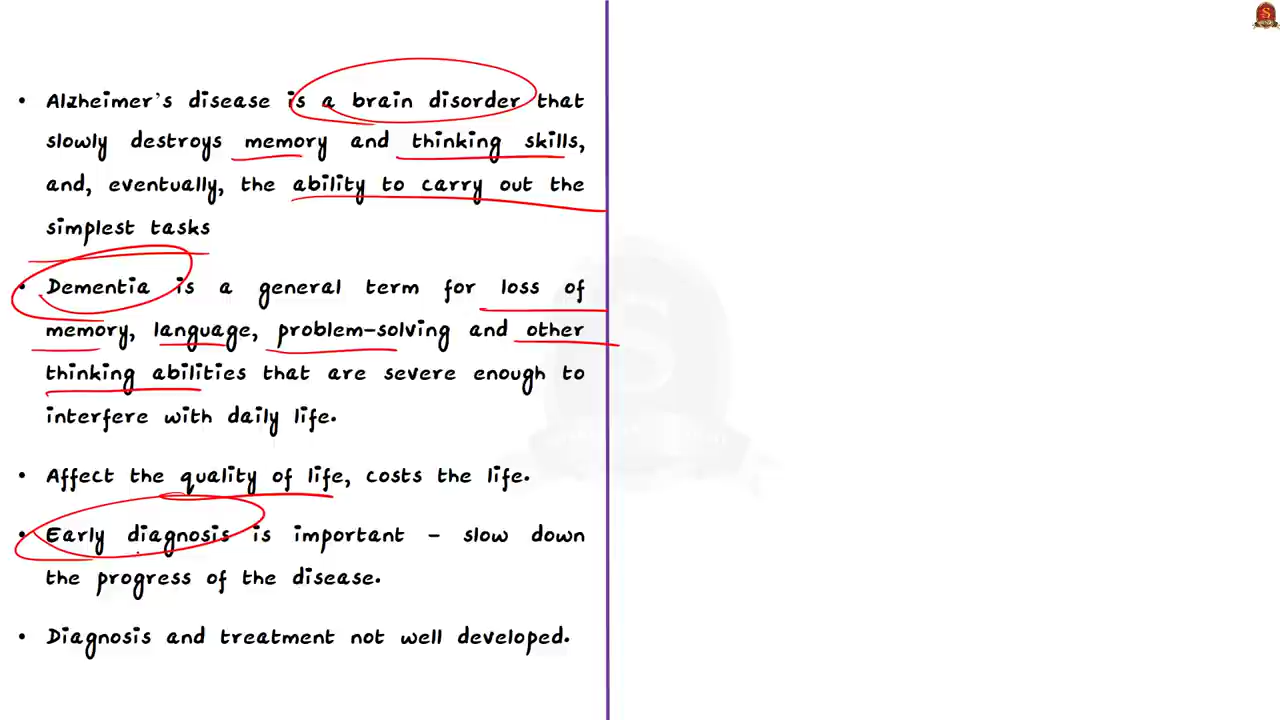 • Alzheimer's disease is a brain disorder that
slowly destroys memory and thinking skills,
and, eventually, the ability to carry out the
simplest tasks
• Dementia is a general term for loss of
memory, language, problem-solving and other
thinking abilities that are severe enough to
interfere with daily life.
• Affect the quality of life, costs the life.
• Early diagnosis is important - slow down
the progress of the disease.
• Diagnosis and treatment not well developed.